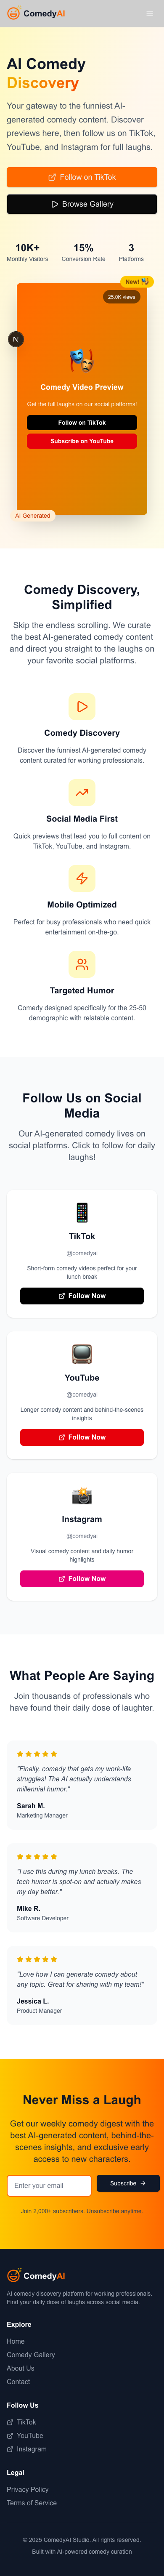 ComedyAI
AI Comedy
Discovery
Your gateway to the funniest AI-
generated comedy content. Discover
previews here, then follow us on TikTok,
YouTube, and Instagram for full laughs.
Follow on TikTok
Browse Gallery
10K+
Monthly Visitors
15%
Conversion Rate
3
Platforms
New!
25.0K views
N
Comedy Video Preview
Get the full laughs on our social platforms!
Follow on TikTok
Subscribe on YouTube
AI Generated
Comedy Discovery,
Simplified
Skip the endless scrolling. We curate
the best AI-generated comedy content
and direct you straight to the laughs on
your favorite social platforms.
Comedy Discovery
Discover the funniest AI-generated comedy
content curated for working professionals.
Social Media First
Quick previews that lead you to full content on
TikTok, YouTube, and Instagram.
Mobile Optimized
Perfect for busy professionals who need quick
entertainment on-the-go.
Targeted Humor
Comedy designed specifically for the 25-50
demographic with relatable content.
Follow Us on Social
Media
Our AI-generated comedy lives on
social platforms. Click to follow for daily
laughs!
TikTok
@comedyai
Short-form comedy videos perfect for your
lunch break
Follow Now
YouTube
@comedyai
Longer comedy content and behind-the-scenes
insights
Follow Now
Instagram
@comedyai
Visual comedy content and daily humor
highlights
Follow Now
What People Are Saying
Join thousands of professionals who
have found their daily dose of laughter.
"Finally, comedy that gets my work-life
struggles! The AI actually understands
millennial humor."
Sarah M.
Marketing Manager
"I use this during my lunch breaks. The
tech humor is spot-on and actually makes
my day better."
Mike R.
Software Developer
"Love how I can generate comedy about
any topic. Great for sharing with my team!"
Jessica L.
Product Manager
Never Miss a Laugh
Get our weekly comedy digest with the
best AI-generated content, behind-the-
scenes insights, and exclusive early
access to new characters.
Enter your email
Subscribe
Join 2,000+ subscribers. Unsubscribe anytime.
ComedyAI
AI comedy discovery platform for working professionals.
Find your daily dose of laughs across social media.
Explore
Home
Comedy Gallery
About Us
Contact
Follow Us
TikTok
YouTube
Instagram
Legal
Privacy Policy
Terms of Service
© 2025 ComedyAI Studio. All rights reserved.
Built with AI-powered comedy curation